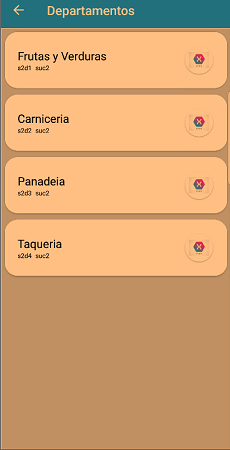 Departamentos
Frutas y Verduras
s2d1 suc2
Carniceria
s2d2 suc2
Panadeia
s2d3 suc2
Taqueria
s2d4 suc2